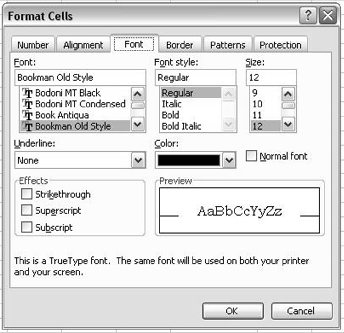 Format Cells
Number Alignment Font Border Patterns Protection
Font: Font style: Size:
Bookman Old Style Regular 12
Bodoni MT Black Regular 9
Bodoni MT Condensed Italic 10
Book Antiqua Bold 11
Bookman Old Style Bold Italic 12
Underline: Color:
None Normal font
Effects Preview
Strikethrough
Superscript AaBbCcYyZz
Subscript
This is a TrueType font. The same font will be used on both your printer
and your screen.
OK Cancel